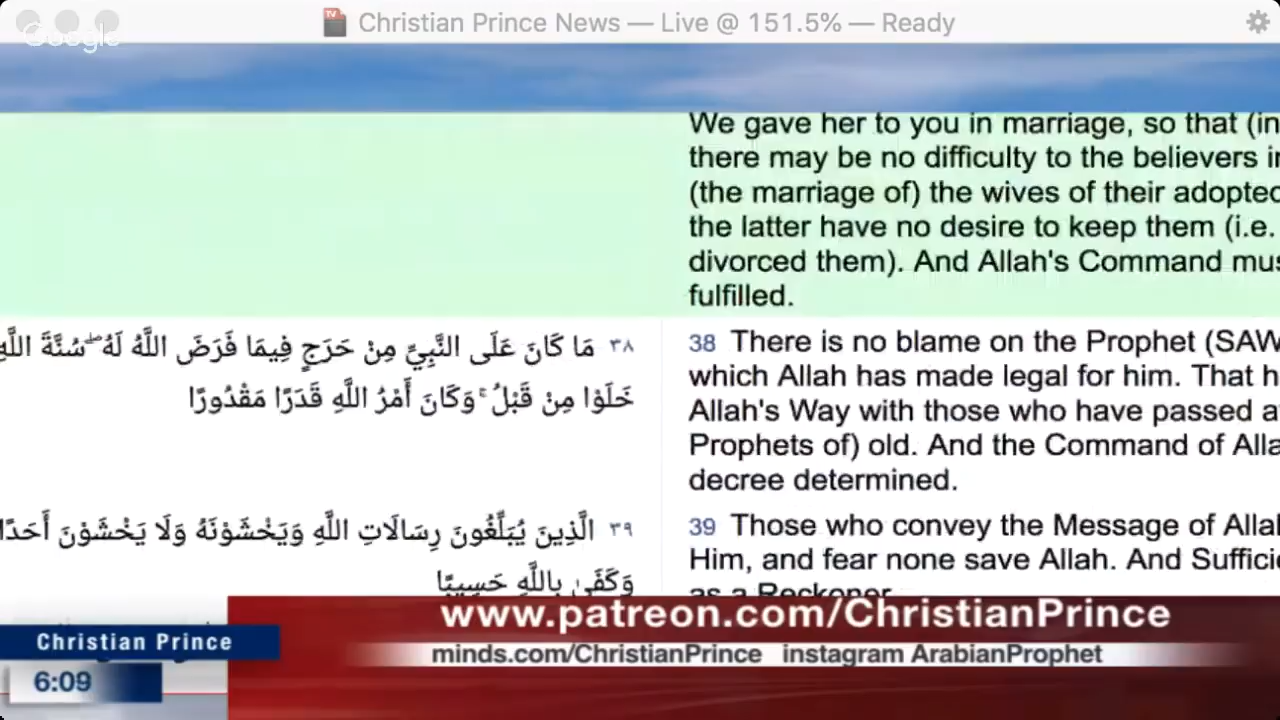 Christian Prince News — Live @ 151.5% — Ready
Google
We gave her to you in marriage, so that (in
there may be no difficulty to the believers in
(the marriage of) the wives of their adopted
the latter have no desire to keep them (i.e.
divorced them). And Allah's Command mus
fulfilled.
٣٨ مَا كَانَ عَلَى النَّبِيِّ مِنْ حَرَجٍ فِيمَا فَرَضَ اللَّهُ لَهُ ۖ سُنَّةَ اللَّهِ
خَلَوْا مِنْ قَبْلُ ۚ وَكَانَ أَمْرُ اللَّهِ قَدَرًا مَقْدُورًا
38 There is no blame on the Prophet (SAW
which Allah has made legal for him. That h
Allah's Way with those who have passed a
Prophets of) old. And the Command of Alla
decree determined.
٣٩ الَّذِينَ يُبَلِّغُونَ رِسَالَاتِ اللَّهِ وَيَخْشَوْنَهُ وَلَا يَخْشَوْنَ أَحَدًا
وَكَفَىٰ بِاللَّهِ حَسِيبًا
39 Those who convey the Message of Allah
Him, and fear none save Allah. And Sufficie
as a Reckoner.
www.patreon.com/ChristianPrince
Christian Prince
minds.com/ChristianPrince instagram ArabianProphet
6:09